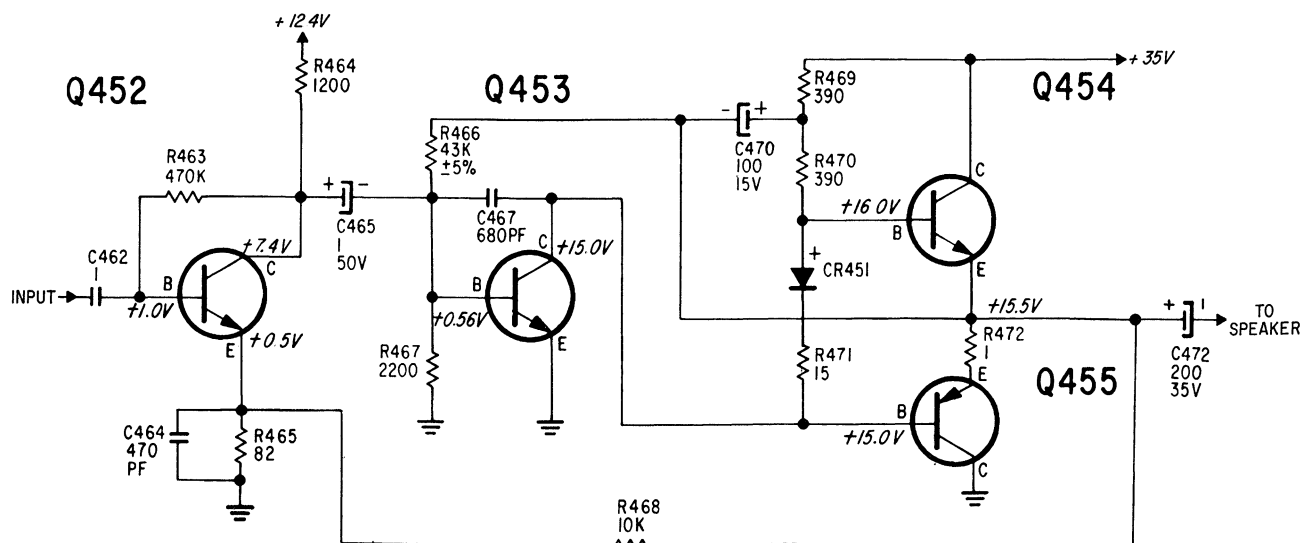 +124V
Q452
R464
1200
Q453
+35V
Q454
R469
390
R466
43K
±5%
- +
C470
100
15V
R470
390
R463
470K
+ -
C465
1
50V
C467
680PF
+16.0V
B
C
E
+7.4V
C
C462
1
INPUT
B
+1.0V
+0.5V
E
+15.0V
C
B
+0.56V
E
+
CR451
+15.5V
R472
1
+ -
TO
SPEAKER
C472
200
35V
R467
2200
R471
15
Q455
E
B
+15.0V
C
C464
470
PF
R465
82
R468
10K